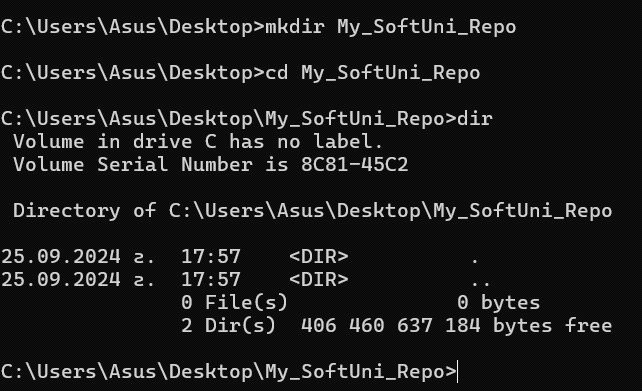 C:\Users\Asus\Desktop>mkdir My_SoftUni_Repo
C:\Users\Asus\Desktop>cd My_SoftUni_Repo
C:\Users\Asus\Desktop\My_SoftUni_Repo>dir
 Volume in drive C has no label.
 Volume Serial Number is 8C81-45C2
 Directory of C:\Users\Asus\Desktop\My_SoftUni_Repo
25.09.2024 г.  17:57    <DIR>          .
25.09.2024 г.  17:57    <DIR>          ..
               0 File(s)              0 bytes
               2 Dir(s)  406 460 637 184 bytes free
C:\Users\Asus\Desktop\My_SoftUni_Repo>